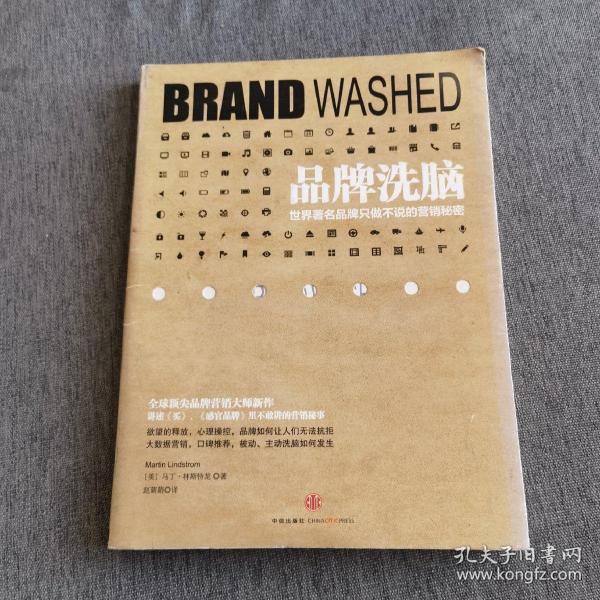 BRAND WASHED
品牌洗脑
世界著名品牌只做不说的营销秘密
全球顶尖品牌营销大师新作
讲述《买》、《感官品牌》里不敢讲的营销秘事
欲望的释放,心理操控,品牌如何让人们无法抗拒
大数据营销,口碑推荐,被动、主动洗脑如何发生
Martin Lindstrom
[美] 马丁·林斯特龙 著
赵萌萌 译
中信出版社·CHINA CITIC PRESS
孔夫子旧书网
www.kongfz.com